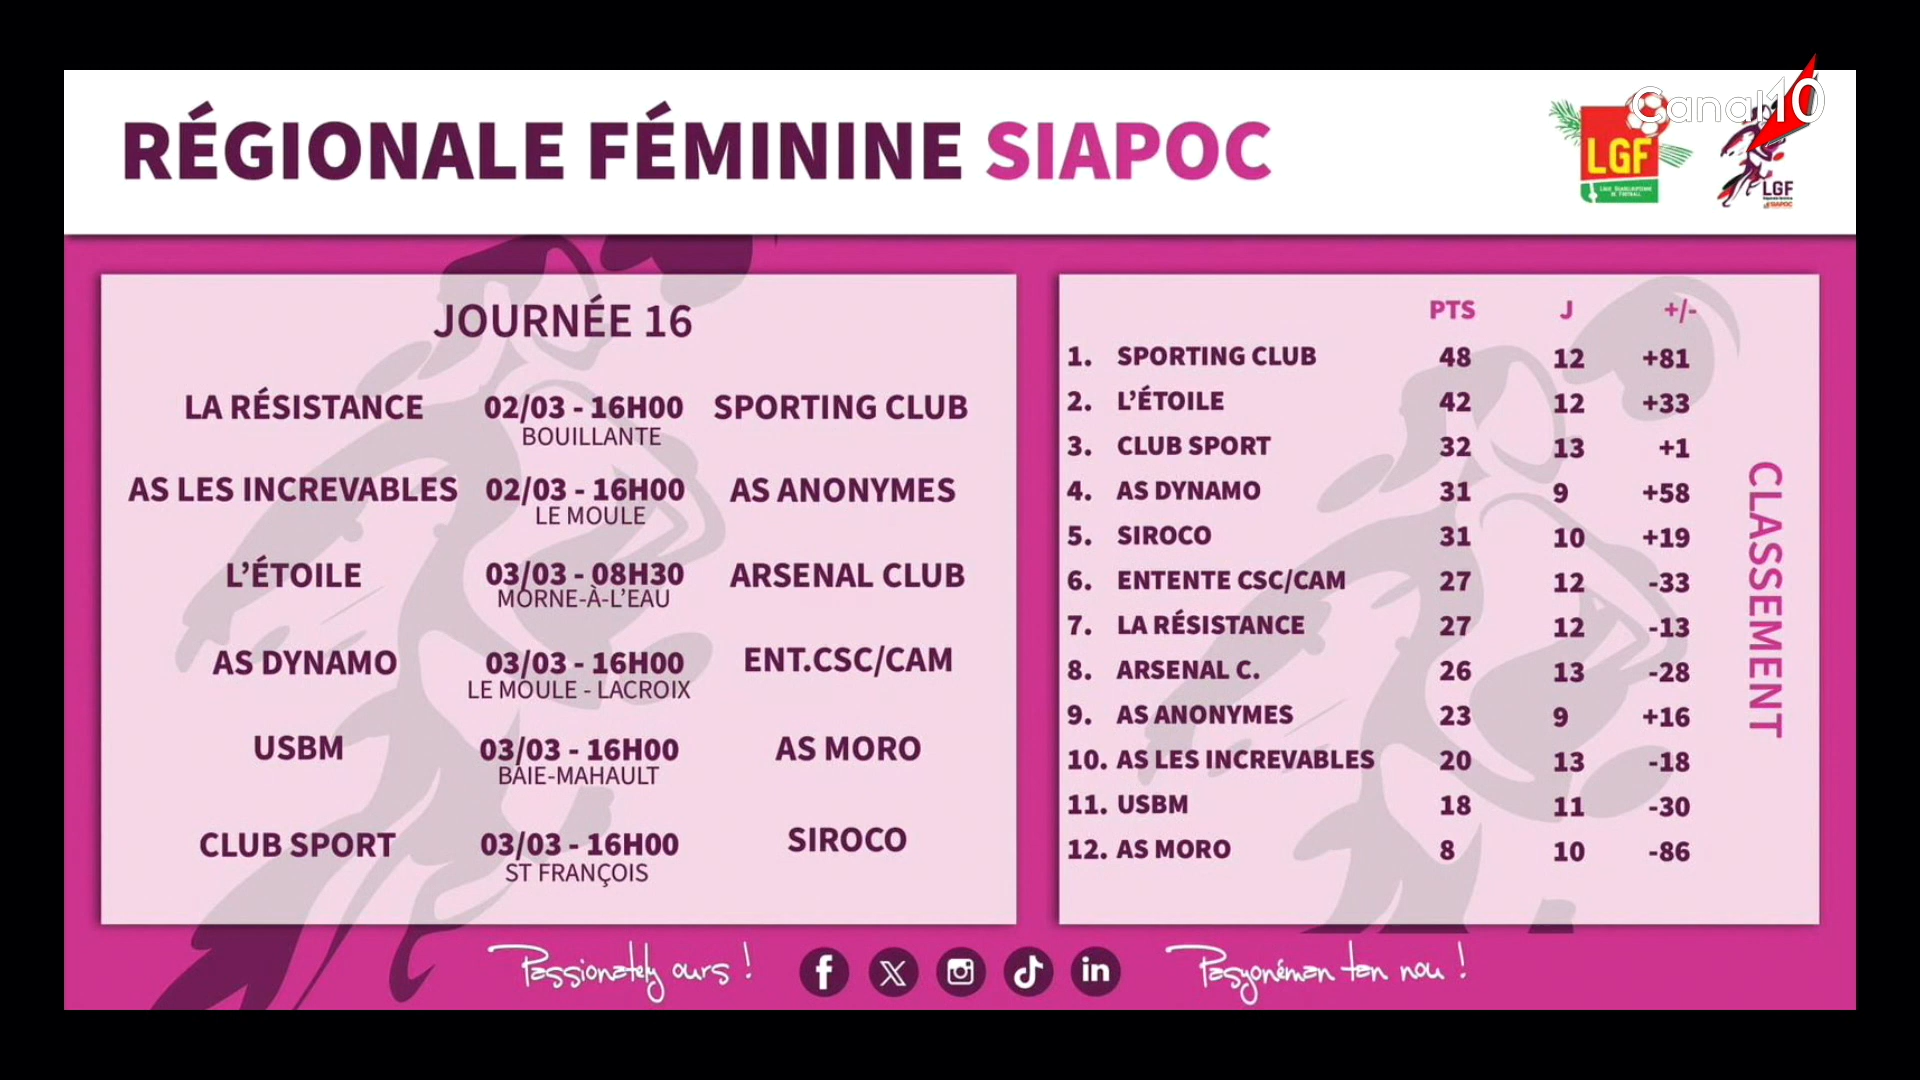 RÉGIONALE FÉMININE SIAPOC
LGF
LIGUE GUADELOUPÉENNE
DE FOOTBALL
LGF
SIAPOC
Canal10
JOURNÉE 16
LA RÉSISTANCE 02/03 - 16H00 SPORTING CLUB
BOUILLANTE
AS LES INCREVABLES 02/03 - 16H00 AS ANONYMES
LE MOULE
L’ÉTOILE 03/03 - 08H30 ARSENAL CLUB
MORNE-À-L’EAU
AS DYNAMO 03/03 - 16H00 ENT.CSC/CAM
LE MOULE - LACROIX
USBM 03/03 - 16H00 AS MORO
BAIE-MAHAULT
CLUB SPORT 03/03 - 16H00 SIROCO
ST FRANÇOIS
PTS J +/-
1. SPORTING CLUB 48 12 +81
2. L’ÉTOILE 42 12 +33
3. CLUB SPORT 32 13 +1
4. AS DYNAMO 31 9 +58
5. SIROCO 31 10 +19
6. ENTENTE CSC/CAM 27 12 -33
7. LA RÉSISTANCE 27 12 -13
8. ARSENAL C. 26 13 -28
9. AS ANONYMES 23 9 +16
10. AS LES INCREVABLES 20 13 -18
11. USBM 18 11 -30
12. AS MORO 8 10 -86
CLASSEMENT
Passionately ours !
Pasyonéman tan nou !